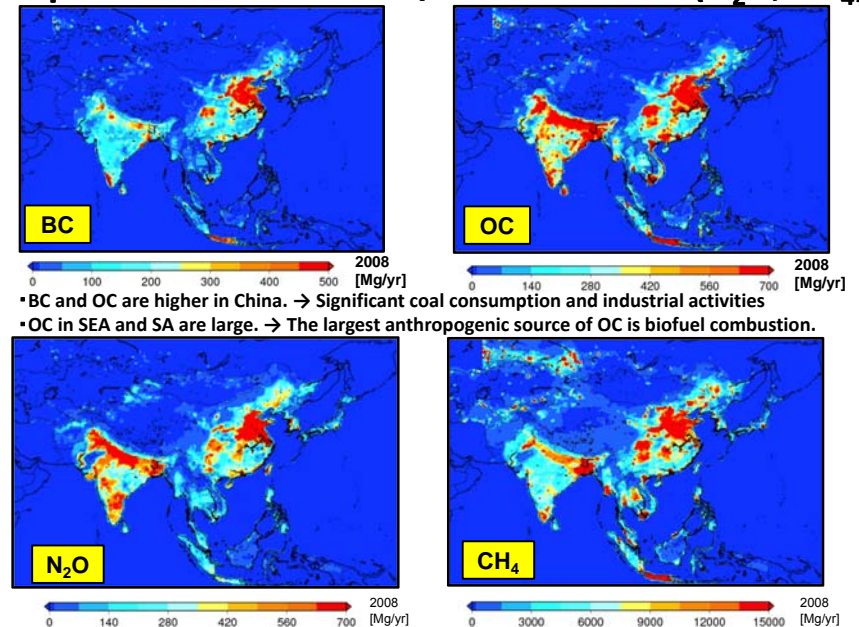 BC
OC
0 100 200 300 400 500
2008
[Mg/yr]
0 140 280 420 560 700
2008
[Mg/yr]
▪BC and OC are higher in China. → Significant coal consumption and industrial activities
▪OC in SEA and SA are large. → The largest anthropogenic source of OC is biofuel combustion.
N₂O
CH₄
0 140 280 420 560 700
2008
[Mg/yr]
0 3000 6000 9000 12000 15000
2008
[Mg/yr]